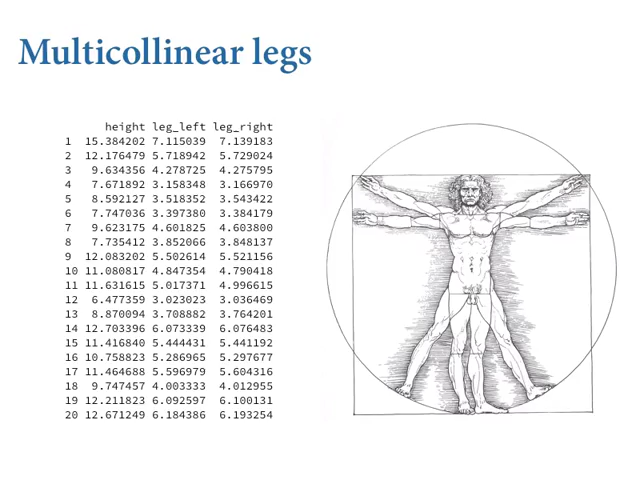 Multicollinear legs
height leg_left leg_right
1 15.384202 7.115039 7.139183
2 12.176479 5.718942 5.729024
3 9.634356 4.278725 4.275795
4 7.671892 3.158348 3.166970
5 8.592127 3.518352 3.543422
6 7.747036 3.397380 3.384179
7 9.623175 4.601825 4.603800
8 7.735412 3.852066 3.848137
9 12.083202 5.502614 5.521156
10 11.080817 4.847354 4.790418
11 11.631615 5.017371 4.996615
12 6.477359 3.023023 3.036469
13 8.870094 3.708882 3.764201
14 12.703396 6.073339 6.076483
15 11.416840 5.444431 5.441192
16 10.758823 5.286965 5.297677
17 11.464688 5.596979 5.604316
18 9.747457 4.003333 4.012955
19 12.211823 6.092597 6.100131
20 12.671249 6.184386 6.193254